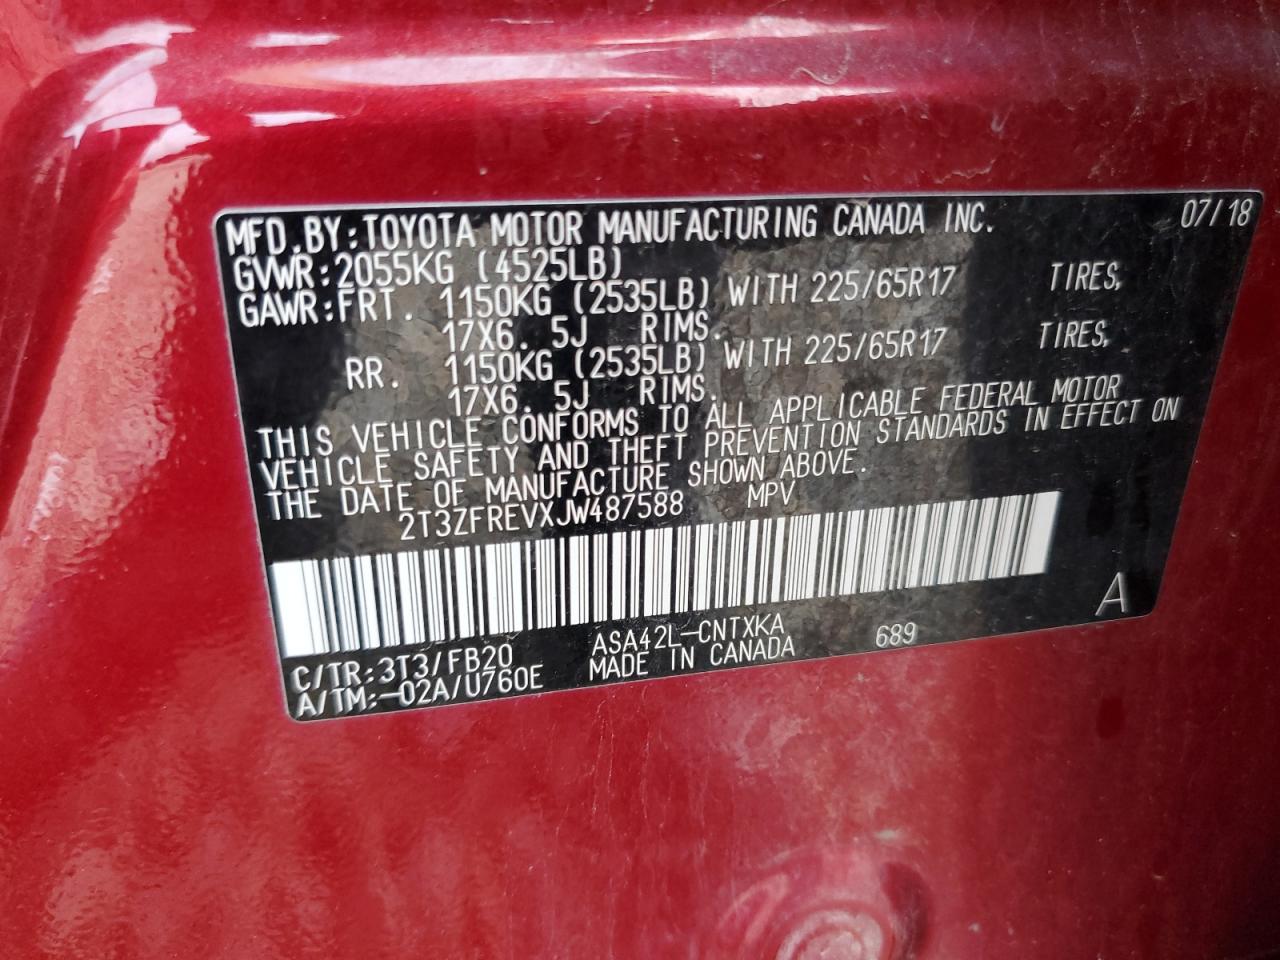 MFD.BY:TOYOTA MOTOR MANUFACTURING CANADA INC. 07/18
GVWR:2055KG (4525LB)
GAWR:FRT. 1150KG (2535LB) WITH 225/65R17 TIRES,
17X6. 5J RIMS.
RR. 1150KG (2535LB) WITH 225/65R17 TIRES,
17X6. 5J RIMS.
THIS VEHICLE CONFORMS TO ALL APPLICABLE FEDERAL MOTOR
VEHICLE SAFETY AND THEFT PREVENTION STANDARDS IN EFFECT ON
THE DATE OF MANUFACTURE SHOWN ABOVE.
2T3ZFREVXJW487588 MPV
A
C/TR:3T3/FB20 ASA42L-CNTXKA 689
A/TM:-02A/U760E MADE IN CANADA